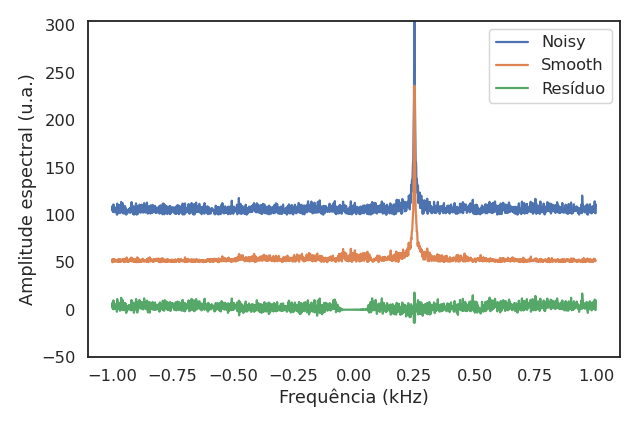 300
250
200
150
100
50
0
−50
Amplitude espectral (u.a.)
Noisy
Smooth
Resíduo
−1.00 −0.75 −0.50 −0.25 0.00 0.25 0.50 0.75 1.00
Frequência (kHz)